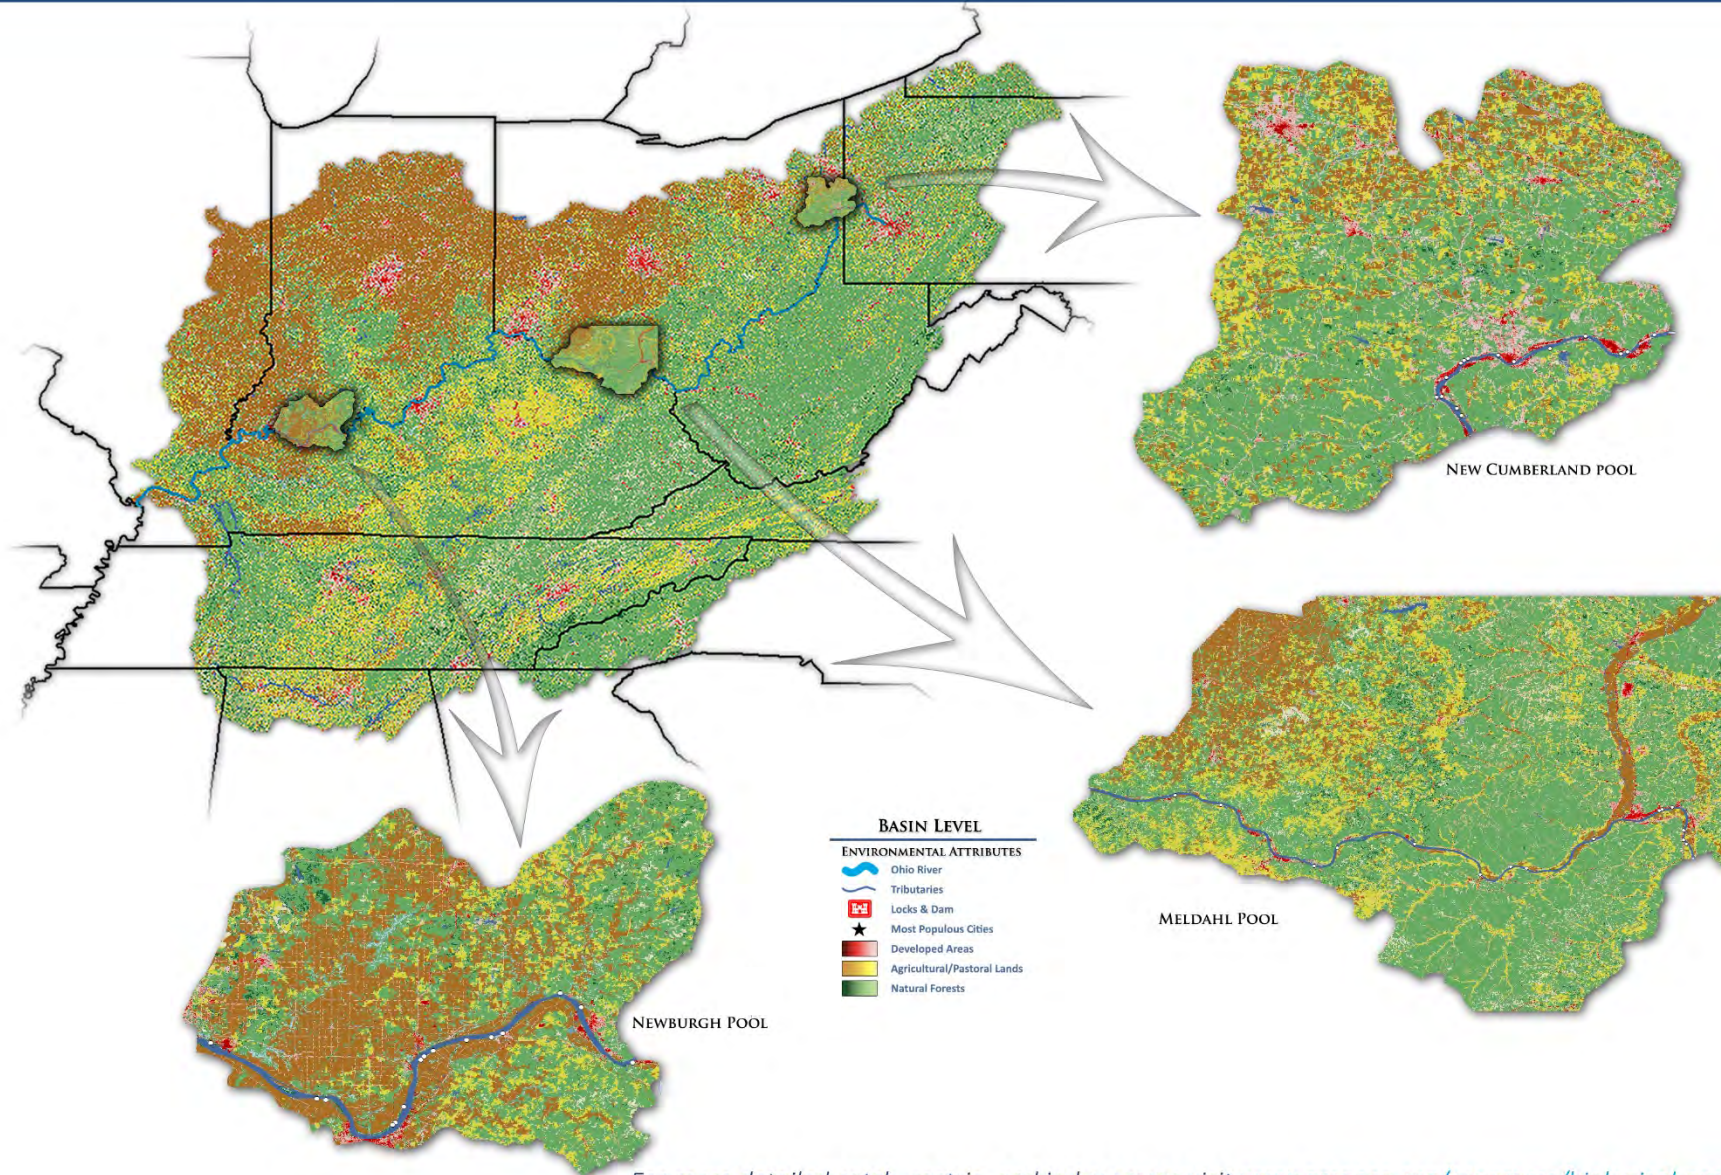 New Cumberland pool
Basin Level
Environmental Attributes
Ohio River
Tributaries
Locks & Dam
Most Populous Cities
Developed Areas
Agricultural/Pastoral Lands
Natural Forests
Meldahl Pool
Newburgh Pool